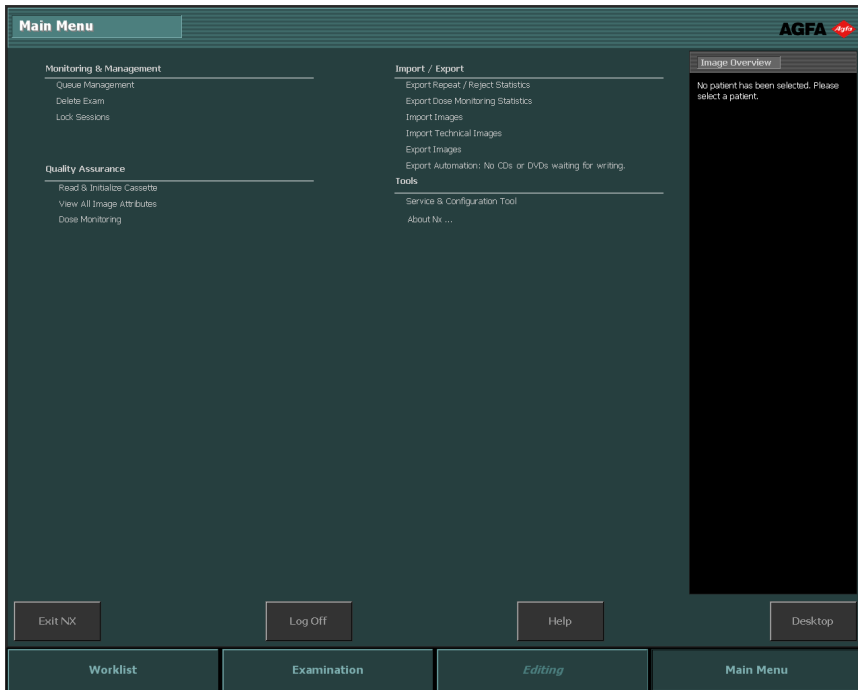 Main Menu
AGFA
Agfa
Monitoring & Management
Queue Management
Delete Exam
Lock Sessions
Quality Assurance
Read & Initialize Cassette
View All Image Attributes
Dose Monitoring
Import / Export
Export Repeat / Reject Statistics
Export Dose Monitoring Statistics
Import Images
Import Technical Images
Export Images
Export Automation: No CDs or DVDs waiting for writing.
Tools
Service & Configuration Tool
About Nx ...
Image Overview
No patient has been selected. Please
select a patient.
Exit NX
Log Off
Help
Desktop
Worklist
Examination
Editing
Main Menu